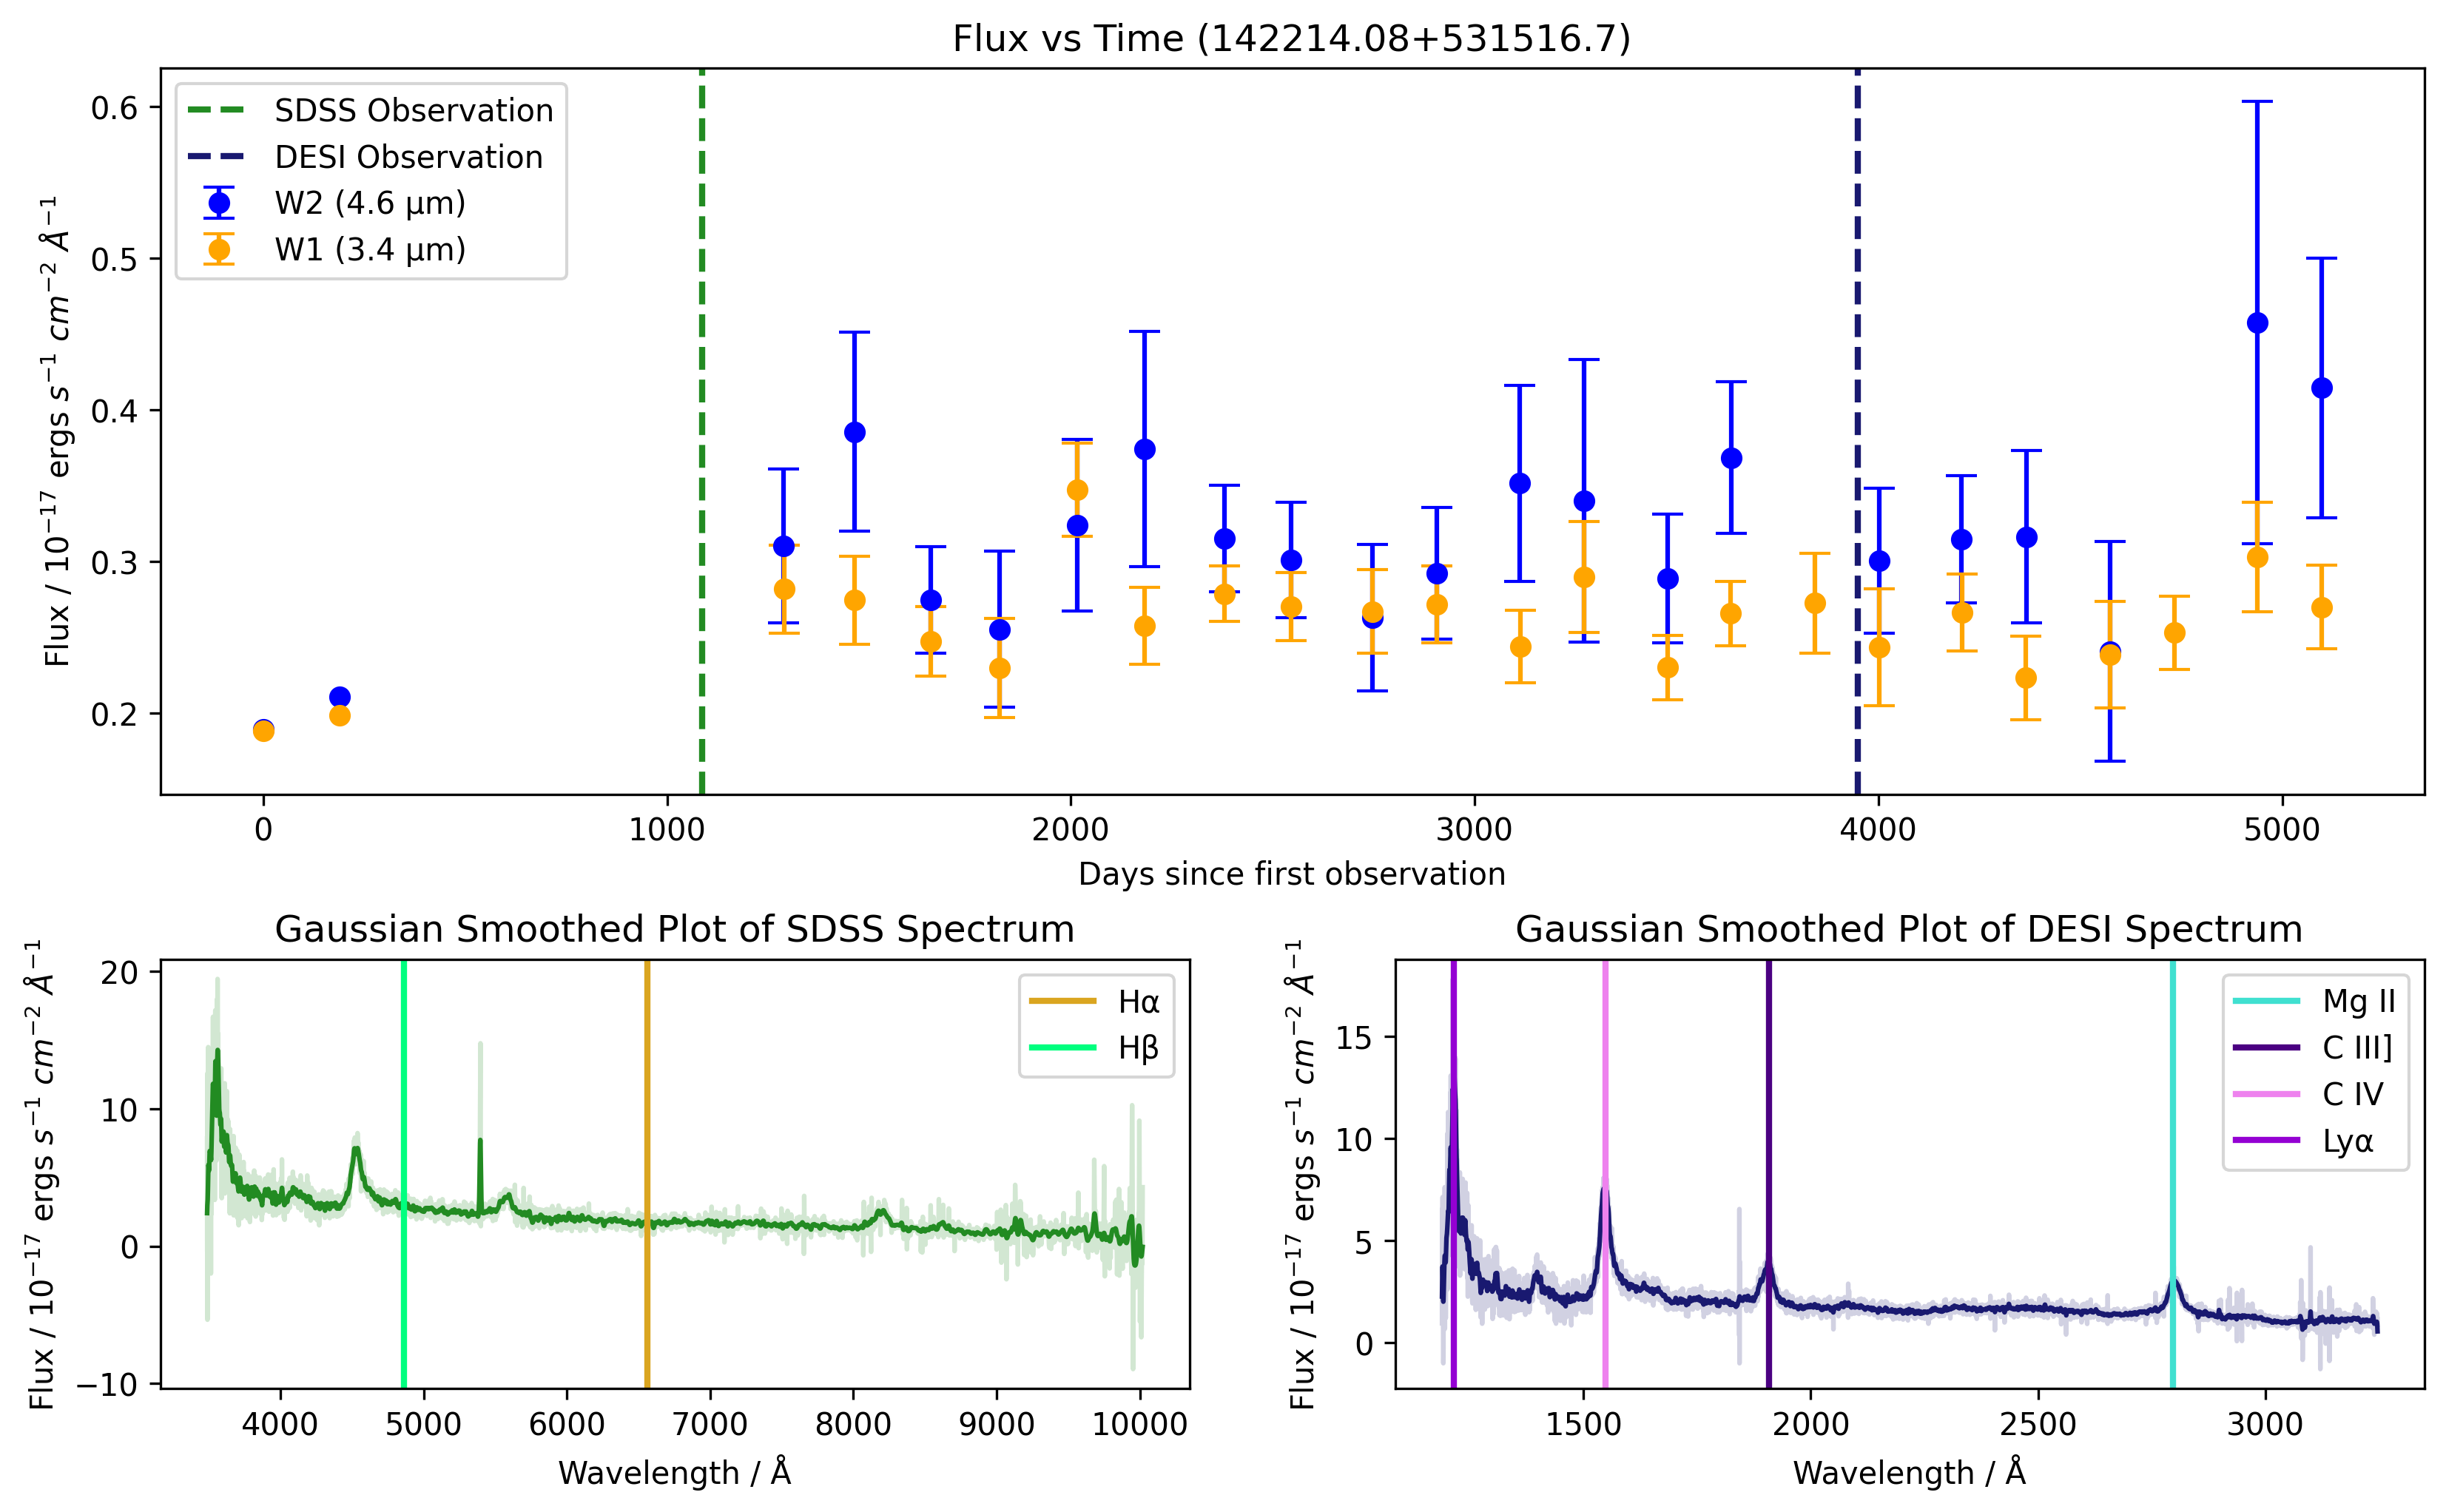 Flux vs Time (142214.08+531516.7)
Flux / 10⁻¹⁷ ergs s⁻¹ cm⁻² Å⁻¹
0.6
0.5
0.4
0.3
0.2
SDSS Observation
DESI Observation
W2 (4.6 μm)
W1 (3.4 μm)
0 1000 2000 3000 4000 5000
Days since first observation
Gaussian Smoothed Plot of SDSS Spectrum
Flux / 10⁻¹⁷ ergs s⁻¹ cm⁻² Å⁻¹
20
10
0
−10
Hα
Hβ
4000 5000 6000 7000 8000 9000 10000
Wavelength / Å
Gaussian Smoothed Plot of DESI Spectrum
Flux / 10⁻¹⁷ ergs s⁻¹ cm⁻² Å⁻¹
15
10
5
0
Mg II
C III]
C IV
Lyα
1500 2000 2500 3000
Wavelength / Å